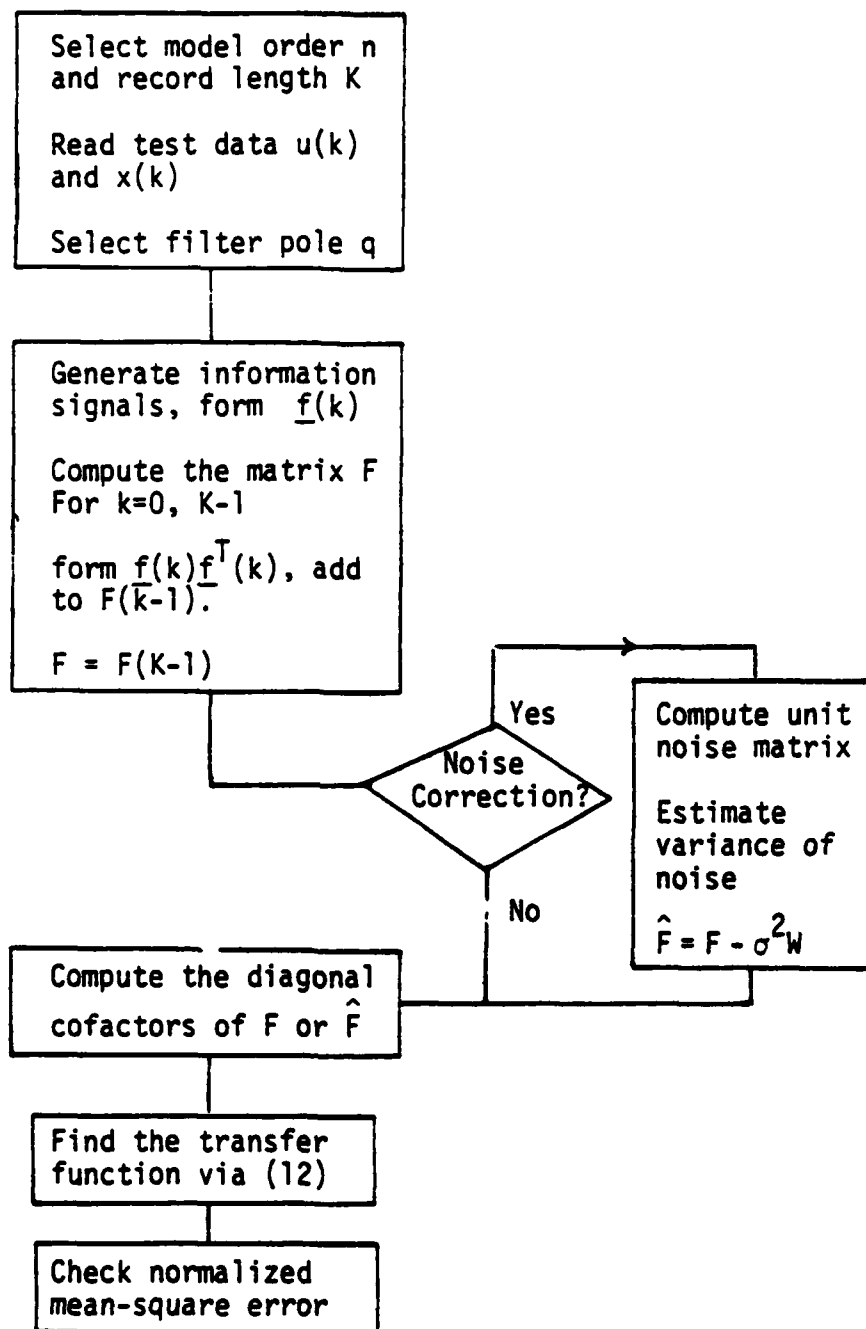 Select model order n
and record length K
Read test data u(k)
and x(k)
Select filter pole q
Generate information
signals, form f(k)
Compute the matrix F
For k=0, K-1
form f(k)f^T(k), add
to F(k-1).
F = F(K-1)
Yes
Noise
Correction?
No
Compute unit
noise matrix
Estimate
variance of
noise
F̂ = F - σ²W
Compute the diagonal
cofactors of F or F̂
Find the transfer
function via (12)
Check normalized
mean-square error